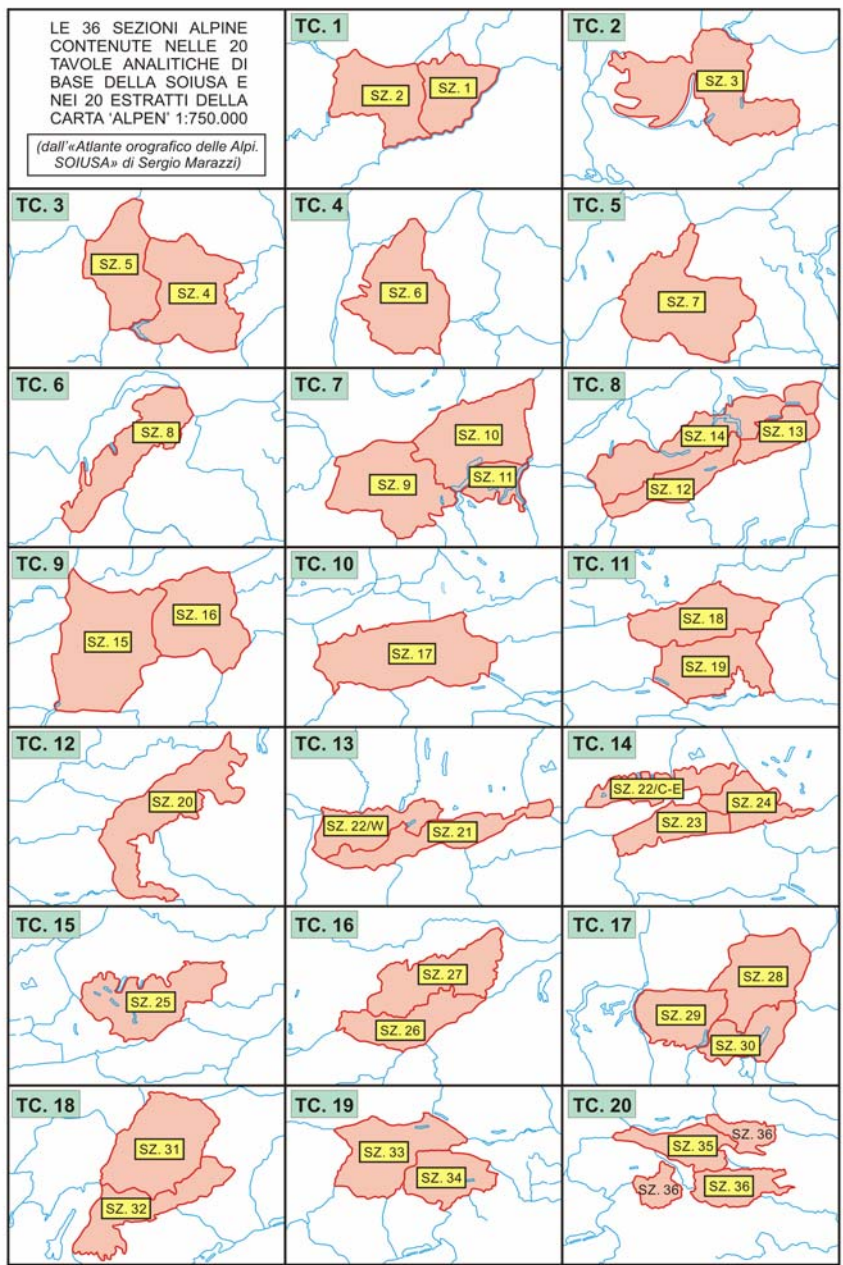 LE 36 SEZIONI ALPINE
CONTENUTE NELLE 20
TAVOLE ANALITICHE DI
BASE DELLA SOIUSA E
NEI 20 ESTRATTI DELLA
CARTA 'ALPEN' 1:750.000
(dall'«Atlante orografico delle Alpi.
SOIUSA» di Sergio Marazzi)
TC. 1
SZ. 2
SZ. 1
TC. 2
SZ. 3
TC. 3
SZ. 5
SZ. 4
TC. 4
SZ. 6
TC. 5
SZ. 7
TC. 6
SZ. 8
TC. 7
SZ. 10
SZ. 11
SZ. 9
TC. 8
SZ. 14
SZ. 13
SZ. 12
TC. 9
SZ. 15
SZ. 16
TC. 10
SZ. 17
TC. 11
SZ. 18
SZ. 19
TC. 12
SZ. 20
TC. 13
SZ. 22/W
SZ. 21
TC. 14
SZ. 22/C-E
SZ. 24
SZ. 23
TC. 15
SZ. 25
TC. 16
SZ. 27
SZ. 26
TC. 17
SZ. 28
SZ. 29
SZ. 30
TC. 18
SZ. 31
SZ. 32
TC. 19
SZ. 33
SZ. 34
TC. 20
SZ. 36
SZ. 35
SZ. 36
SZ. 36